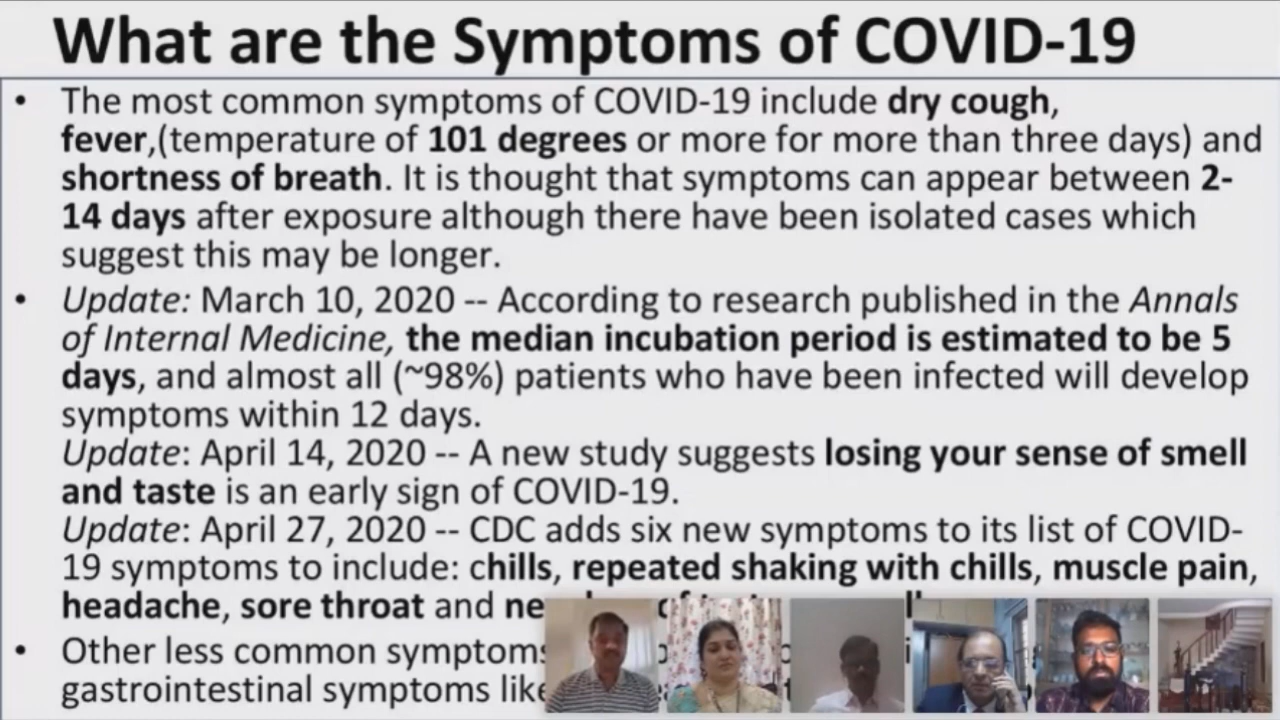 What are the Symptoms of COVID-19
• The most common symptoms of COVID-19 include dry cough,
fever,(temperature of 101 degrees or more for more than three days) and
shortness of breath. It is thought that symptoms can appear between 2-
14 days after exposure although there have been isolated cases which
suggest this may be longer.
• Update: March 10, 2020 -- According to research published in the Annals
of Internal Medicine, the median incubation period is estimated to be 5
days, and almost all (~98%) patients who have been infected will develop
symptoms within 12 days.
Update: April 14, 2020 -- A new study suggests losing your sense of smell
and taste is an early sign of COVID-19.
Update: April 27, 2020 -- CDC adds six new symptoms to its list of COVID-
19 symptoms to include: chills, repeated shaking with chills, muscle pain,
headache, sore throat and
• Other less common symptoms
gastrointestinal symptoms like